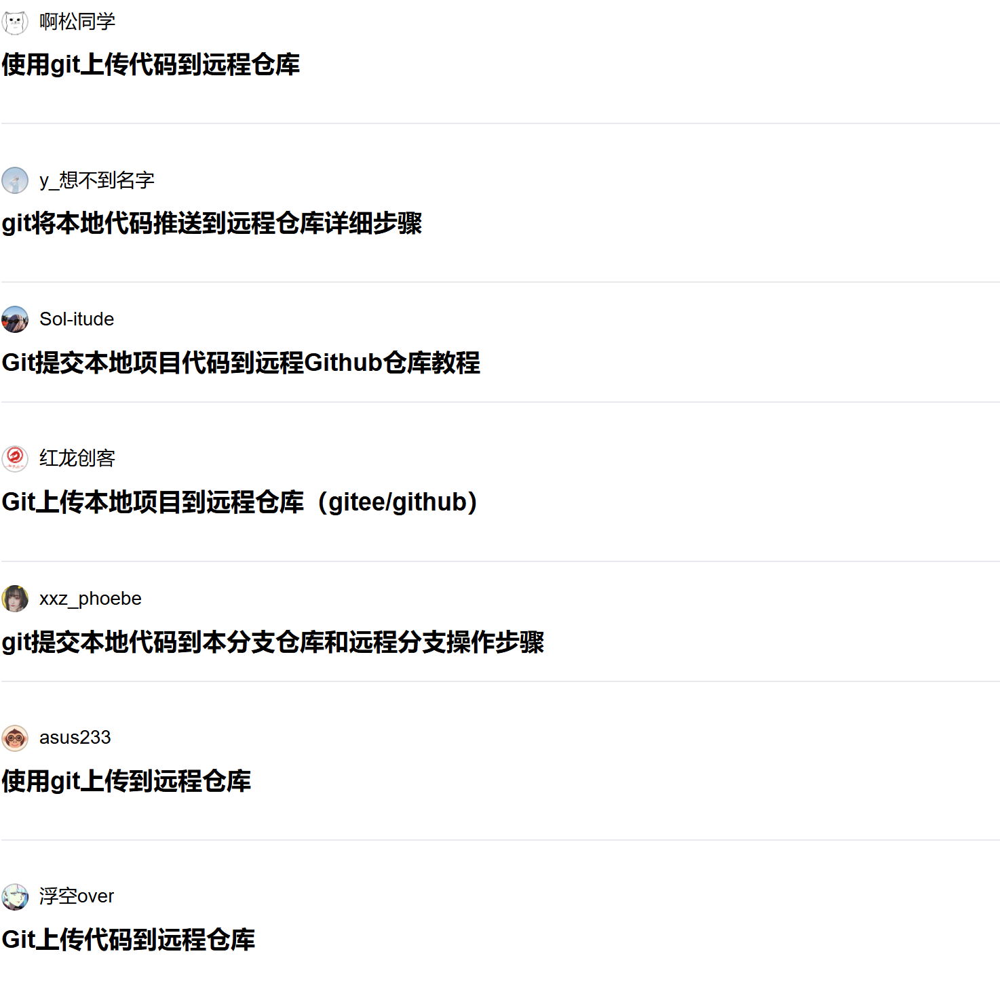 啊松同学
使用git上传代码到远程仓库
y_想不到名字
git将本地代码推送到远程仓库详细步骤
Sol-itude
Git提交本地项目代码到远程Github仓库教程
红龙创客
Git上传本地项目到远程仓库（gitee/github）
xxz_phoebe
git提交本地代码到本分支仓库和远程分支操作步骤
asus233
使用git上传到远程仓库
浮空over
Git上传代码到远程仓库